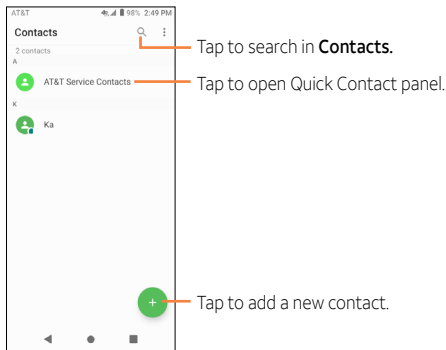 AT&T 98% 2:49 PM
Contacts
Tap to search in Contacts.
2 contacts
A
AT&T Service Contacts
Tap to open Quick Contact panel.
K
Ka
Tap to add a new contact.